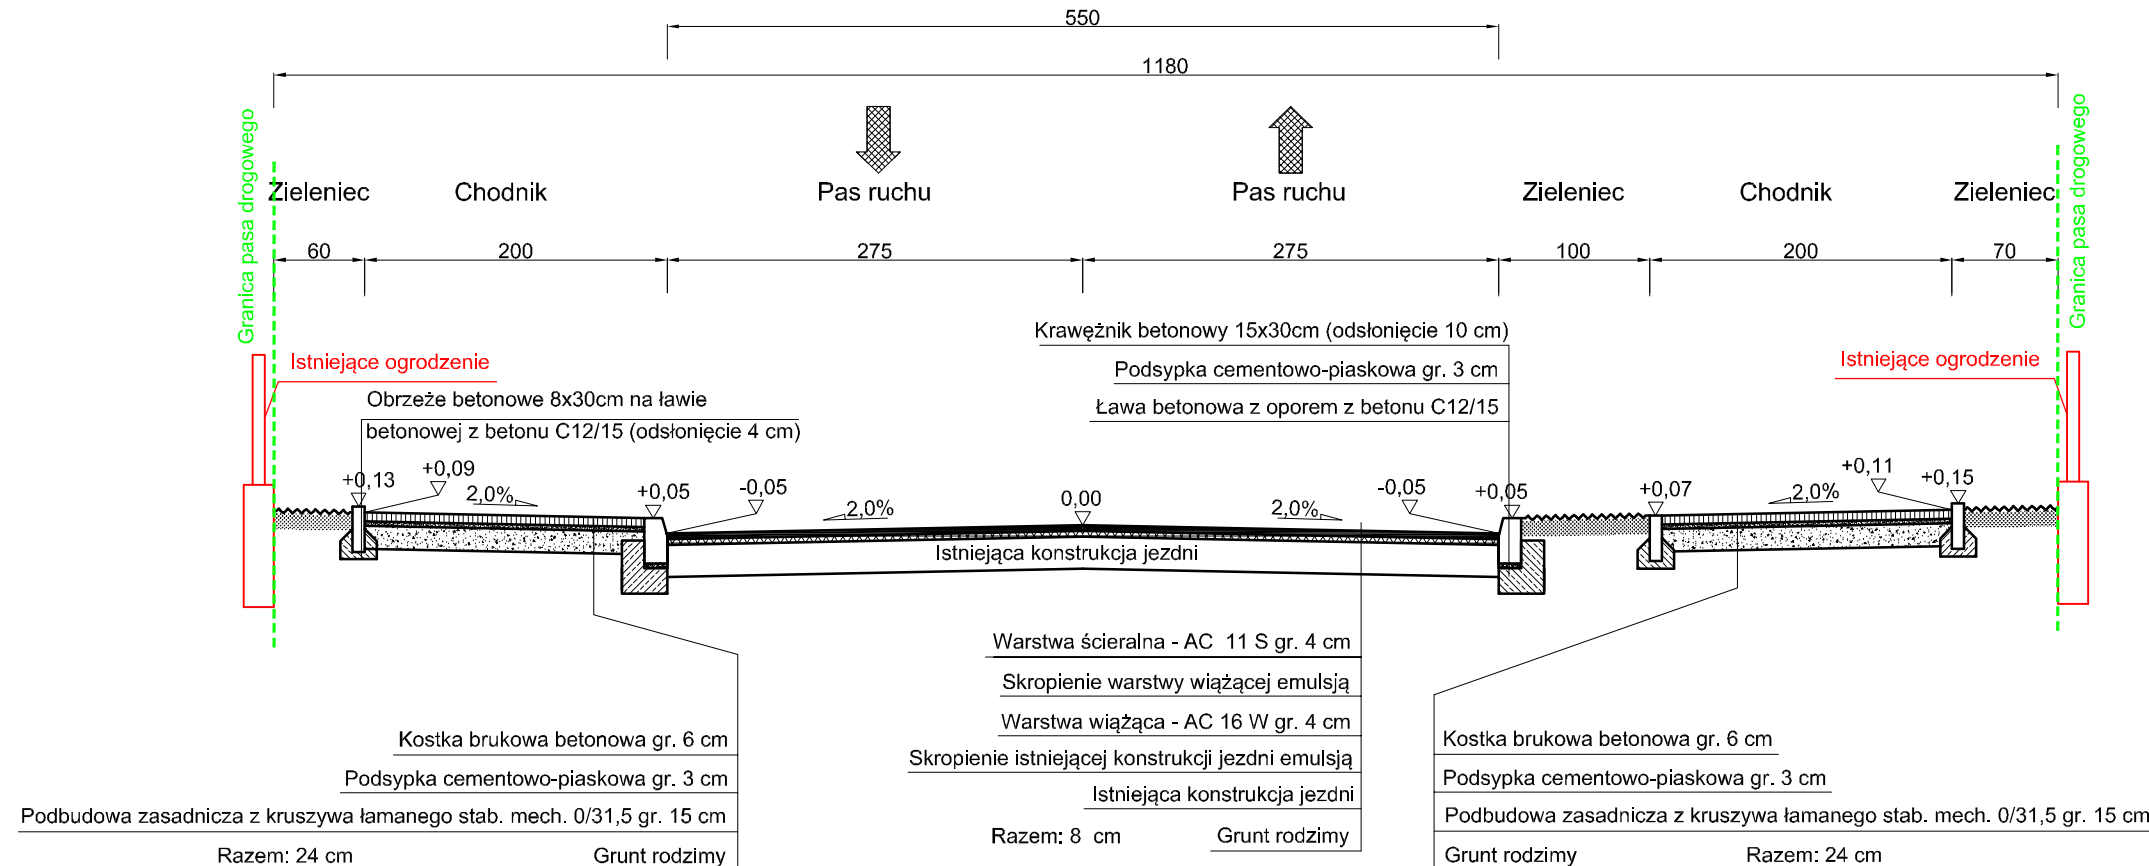 550
1180
Granica pasa drogowego
Granica pasa drogowego
Zieleniec
Chodnik
Pas ruchu
Pas ruchu
Zieleniec
Chodnik
Zieleniec
60
200
275
275
100
200
70
Istniejące ogrodzenie
Krawężnik betonowy 15x30cm (odsłonięcie 10 cm)
Podsypka cementowo-piaskowa gr. 3 cm
Ława betonowa z oporem z betonu C12/15
Istniejące ogrodzenie
Obrzeże betonowe 8x30cm na ławie
betonowej z betonu C12/15 (odsłonięcie 4 cm)
+0,13
+0,09
2,0%
+0,05
-0,05
2,0%
0,00
2,0%
-0,05
+0,05
+0,07
2,0%
+0,11
+0,15
Istniejąca konstrukcja jezdni
Warstwa ścieralna - AC 11 S gr. 4 cm
Skropienie warstwy wiążącej emulsją
Warstwa wiążąca - AC 16 W gr. 4 cm
Skropienie istniejącej konstrukcji jezdni emulsją
Istniejąca konstrukcja jezdni
Razem: 8 cm
Grunt rodzimy
Kostka brukowa betonowa gr. 6 cm
Podsypka cementowo-piaskowa gr. 3 cm
Podbudowa zasadnicza z kruszywa łamanego stab. mech. 0/31,5 gr. 15 cm
Razem: 24 cm
Grunt rodzimy
Kostka brukowa betonowa gr. 6 cm
Podsypka cementowo-piaskowa gr. 3 cm
Podbudowa zasadnicza z kruszywa łamanego stab. mech. 0/31,5 gr. 15 cm
Grunt rodzimy
Razem: 24 cm